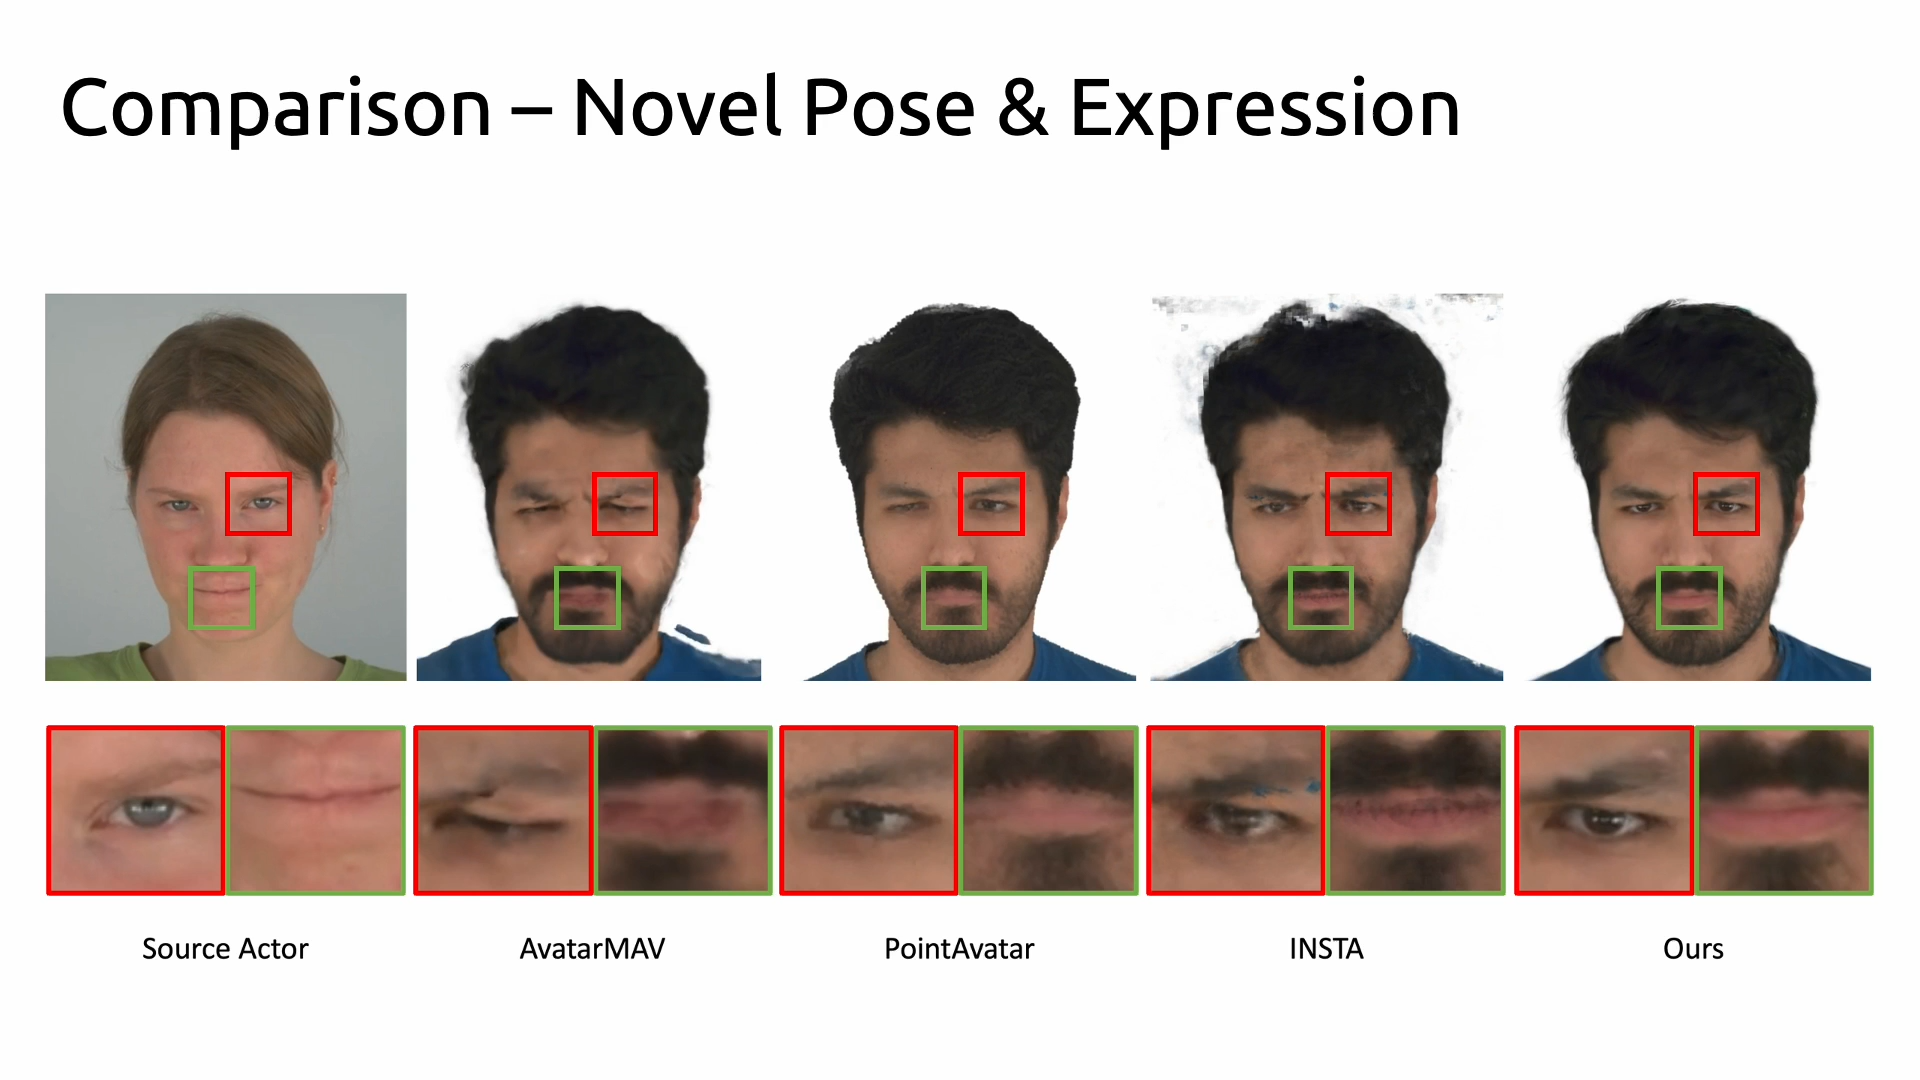 Comparison – Novel Pose & Expression
Source Actor
AvatarMAV
PointAvatar
INSTA
Ours